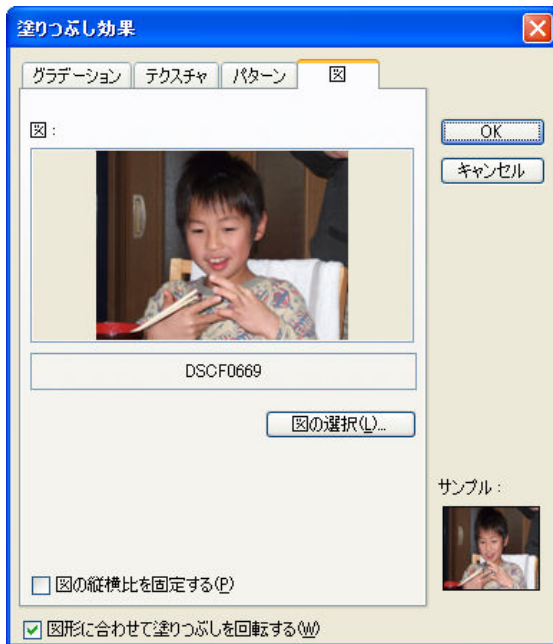 塗りつぶし効果
グラデーション テクスチャ パターン 図
図:
OK
キャンセル
DSCF0669
図の選択(L)...
サンプル:
図の縦横比を固定する(P)
図形に合わせて塗りつぶしを回転する(W)